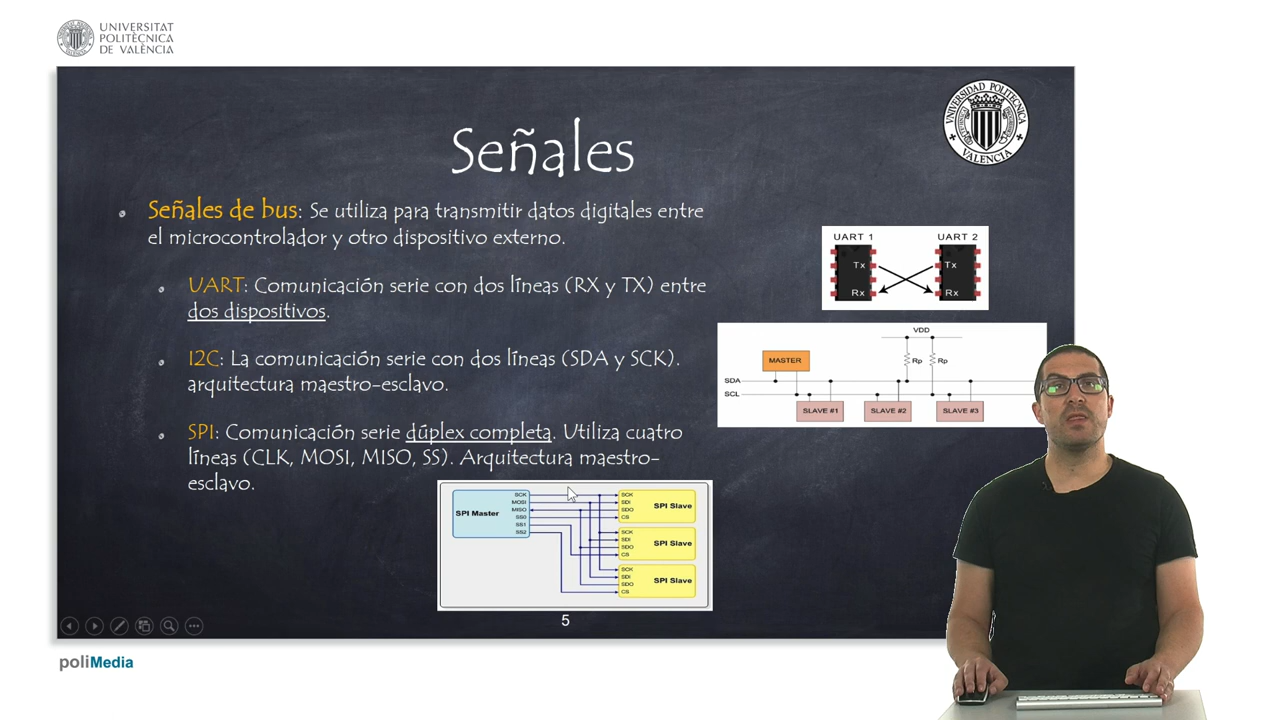 UNIVERSITAT
POLITÈCNICA
DE VALÈNCIA
UNIVERSIDAD POLITECNICA
VALENCIA
Señales
Señales de bus: Se utiliza para transmitir datos digitales entre
el microcontrolador y otro dispositivo externo.
UART: Comunicación serie con dos líneas (RX y TX) entre
dos dispositivos.
I2C: La comunicación serie con dos líneas (SDA y SCK).
arquitectura maestro-esclavo.
SPI: Comunicación serie dúplex completa. Utiliza cuatro
líneas (CLK, MOSI, MISO, SS). Arquitectura maestro-
esclavo.
UART 1 UART 2
Tx Tx
Rx Rx
VDD
MASTER Rp Rp
SDA
SCL
SLAVE #1 SLAVE #2 SLAVE #3
SPI Master
SCK
MOSI
MISO
SS0
SS1
SS2
SCK
SDI
SDO
CS
SPI Slave
SCK
SDI
SDO
CS
SPI Slave
SCK
SDI
SDO
CS
SPI Slave
5
poliMedia